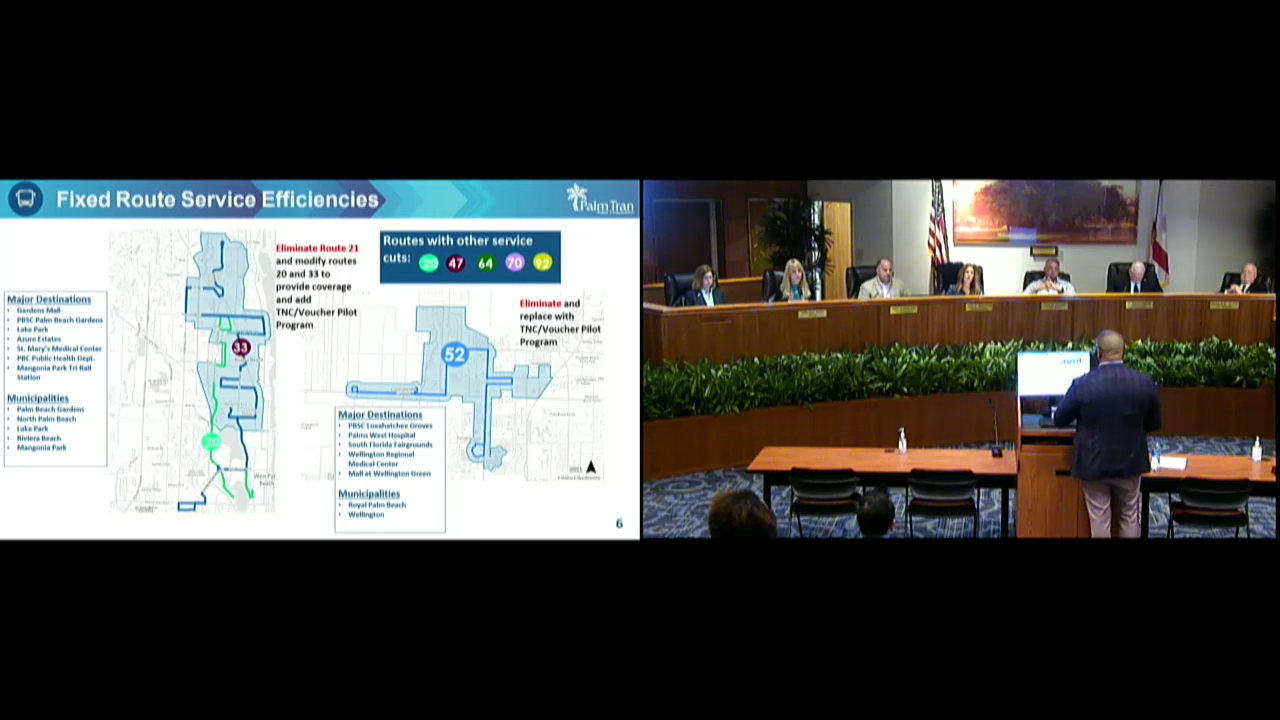 Fixed Route Service Efficiencies
Palm Tran
Eliminate Route 21
and modify routes
20 and 33 to
provide coverage
and add
TNC/Voucher Pilot
Program
Routes with other service
cuts: 20 47 64 70 92
Eliminate and
replace with
TNC/Voucher Pilot
Program
Major Destinations
• Gardens Mall
• PBSC Palm Beach Gardens
• Lake Park
• Azure Estates
• St. Mary's Medical Center
• PBC Public Health Dept.
• Mangonia Park Tri-Rail
Station
Municipalities
• Palm Beach Gardens
• North Palm Beach
• Lake Park
• Riviera Beach
• Mangonia Park
33
20
52
Major Destinations
• PBSC Loxahatchee Groves
• Palms West Hospital
• South Florida Fairgrounds
• Wellington Regional
Medical Center
• Mall at Wellington Green
Municipalities
• Royal Palm Beach
• Wellington
6